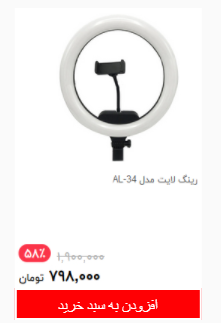 رینگ لایت مدل AL-34
۵۸٪ ۱,۹۰۰,۰۰۰
۷۹۸,۰۰۰ تومان
افزودن به سبد خرید